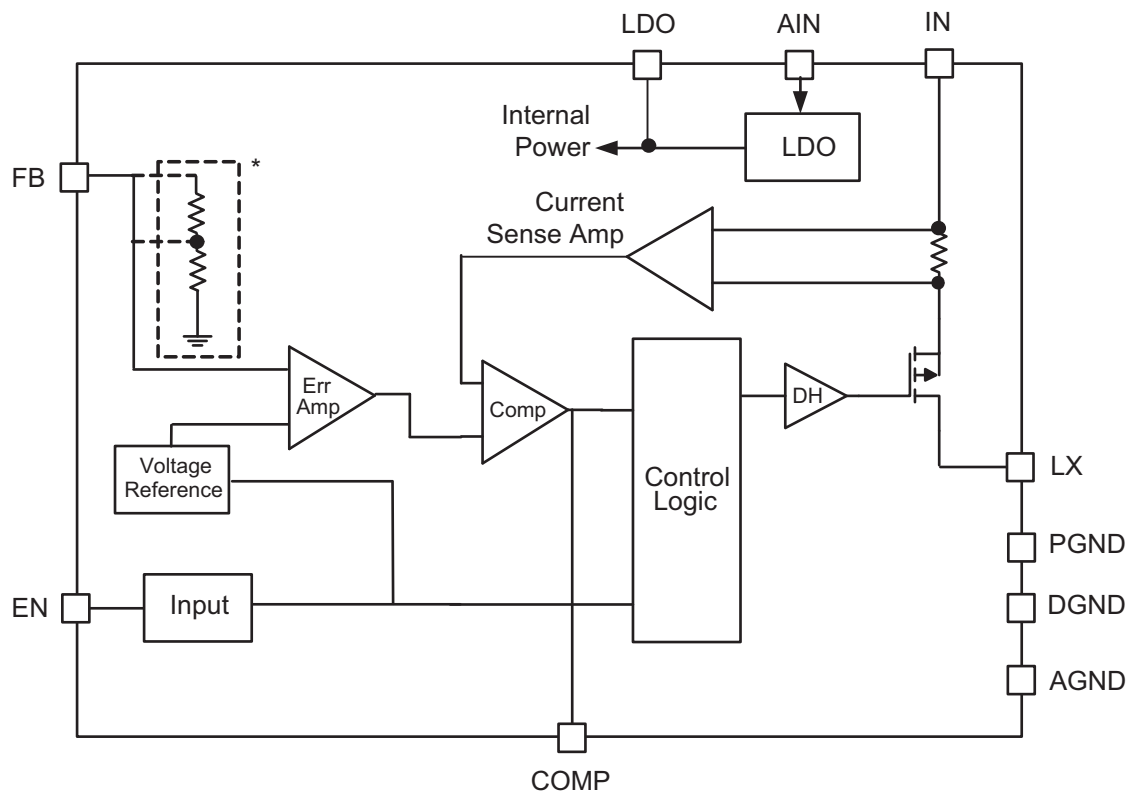 LDO
AIN
IN
Internal
Power
LDO
FB
*
Current
Sense Amp
Err
Amp
Comp
DH
Voltage
Reference
Control
Logic
LX
PGND
EN
Input
DGND
AGND
COMP